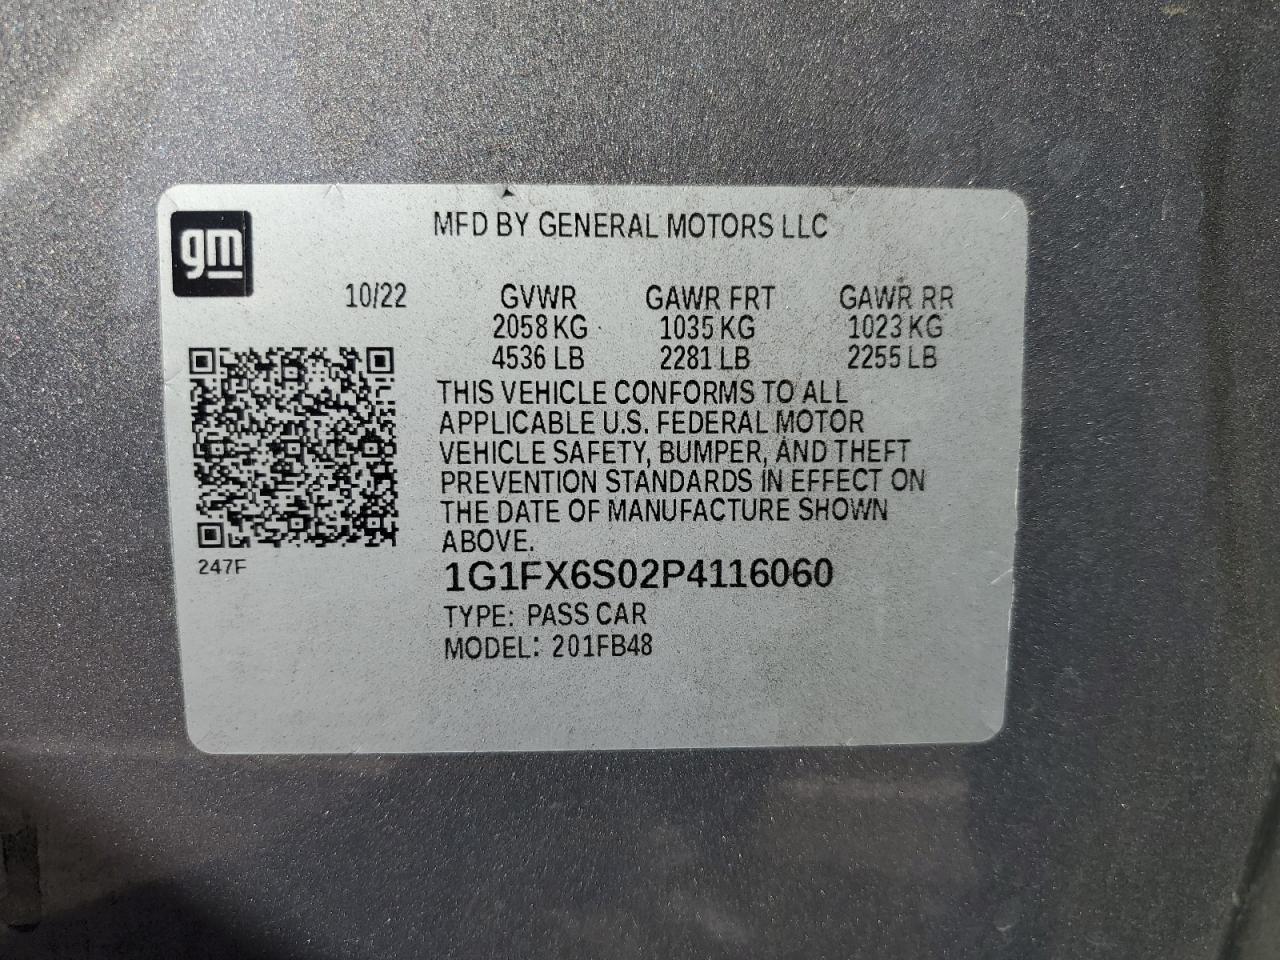 gm
MFD BY GENERAL MOTORS LLC
10/22 GVWR GAWR FRT GAWR RR
2058 KG 1035 KG 1023 KG
4536 LB 2281 LB 2255 LB
THIS VEHICLE CONFORMS TO ALL
APPLICABLE U.S. FEDERAL MOTOR
VEHICLE SAFETY, BUMPER, AND THEFT
PREVENTION STANDARDS IN EFFECT ON
THE DATE OF MANUFACTURE SHOWN
ABOVE.
247F
1G1FX6S02P4116060
TYPE: PASS CAR
MODEL: 201FB48